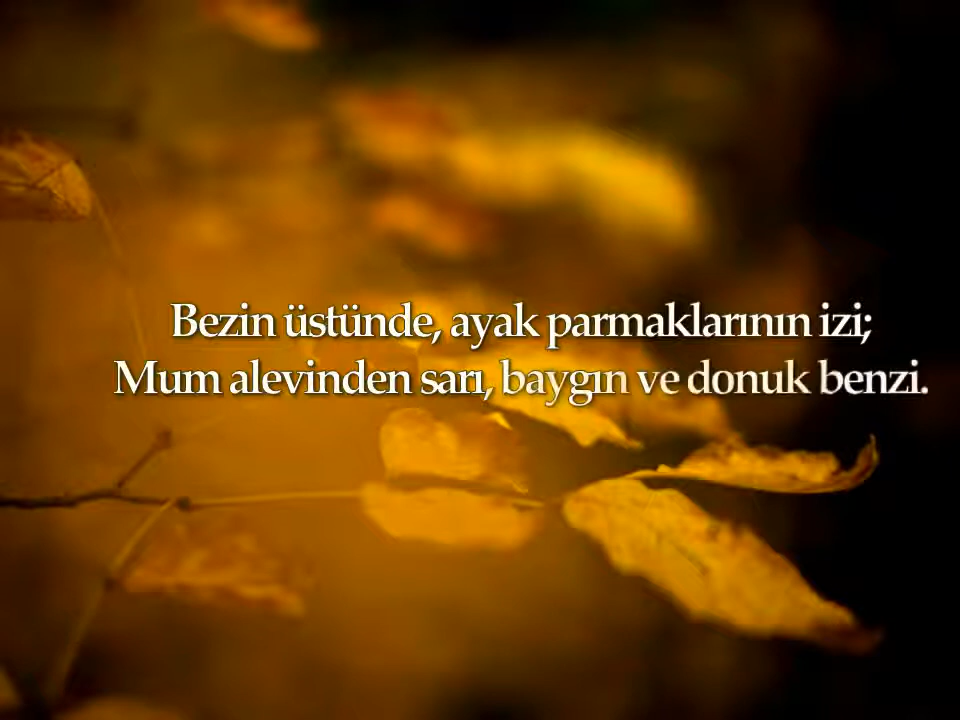 Bezin üstünde, ayak parmaklarının izi;
Mum alevinden sarı, baygın ve donuk benzi.